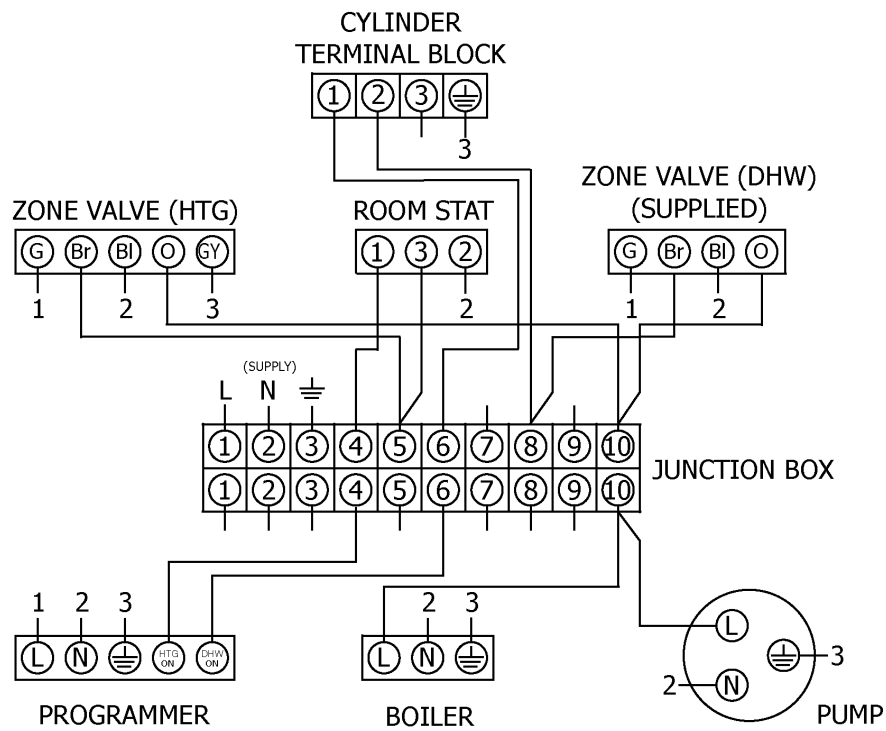 CYLINDER
TERMINAL BLOCK
1 2 3
3
ZONE VALVE (HTG)
G Br Bl O GY
1 2 3
ROOM STAT
1 3 2
2
ZONE VALVE (DHW)
(SUPPLIED)
G Br Bl O
1 2
(SUPPLY)
L N
1 2 3 4 5 6 7 8 9 10
1 2 3 4 5 6 7 8 9 10
JUNCTION BOX
1 2 3
L N HTG ON DHW ON
PROGRAMMER
2 3
L N
BOILER
L
3
2 N
PUMP